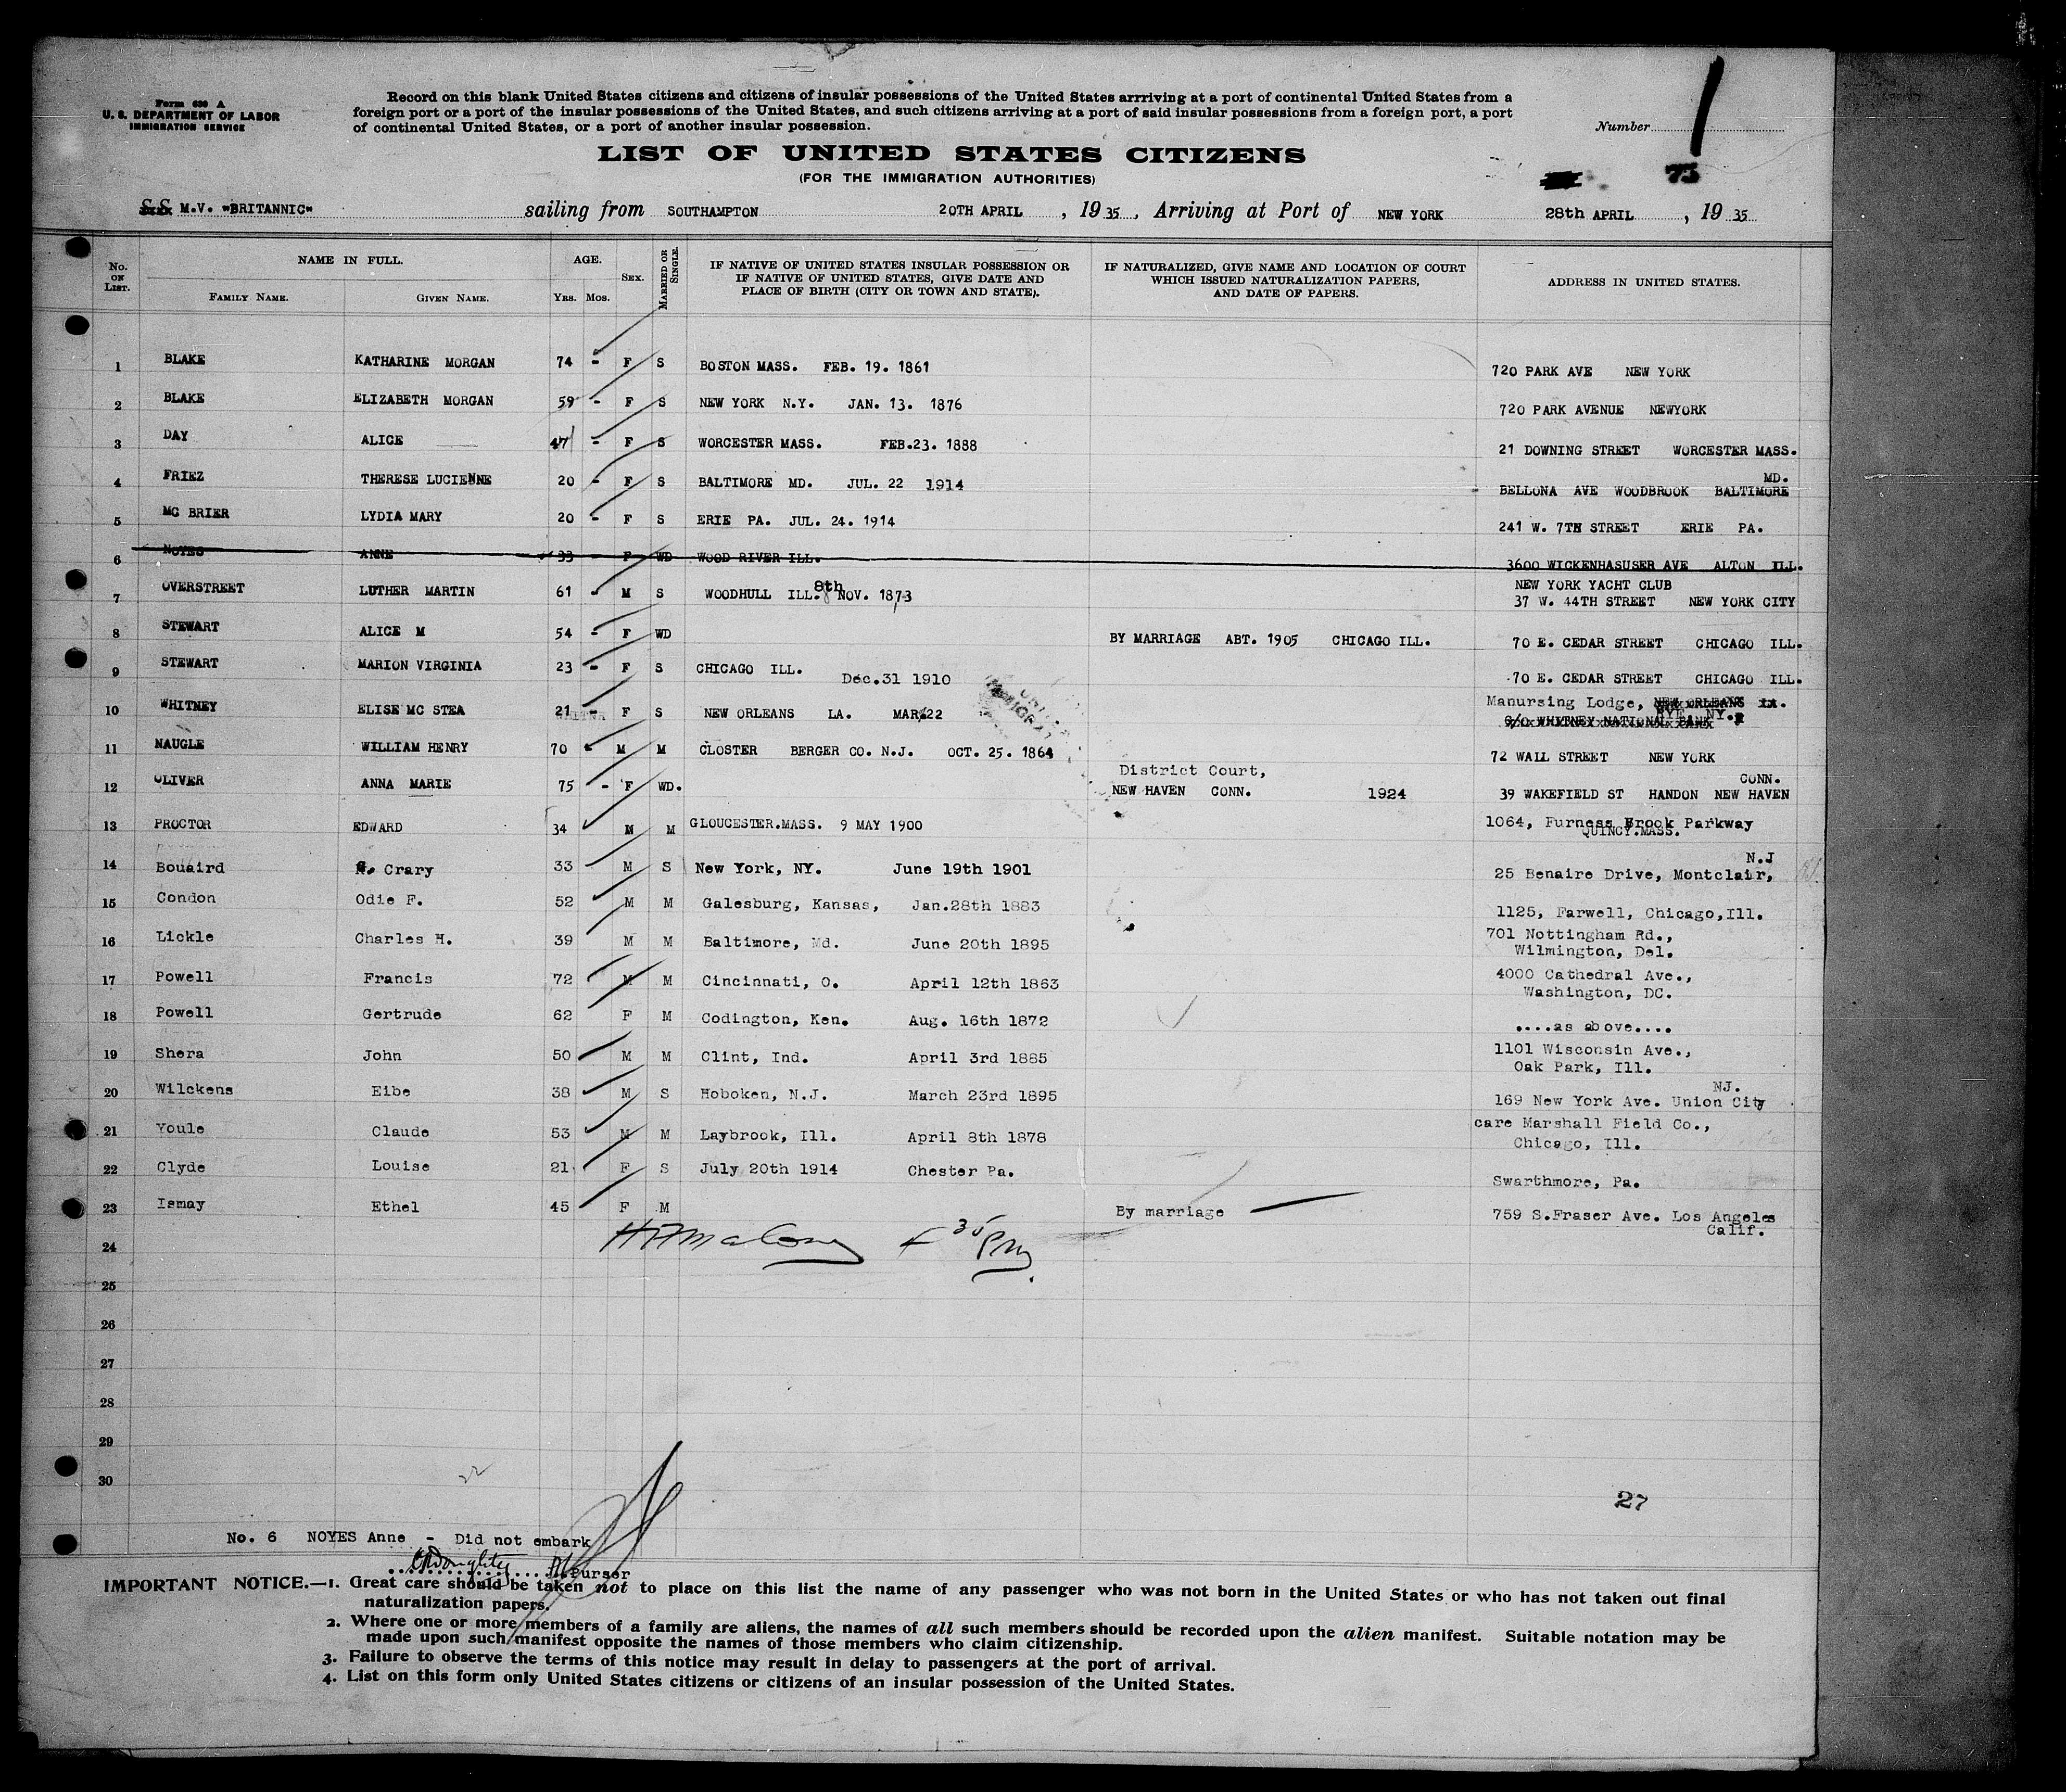 Form 630 A
U. S. DEPARTMENT OF LABOR
IMMIGRATION SERVICE
Record on this blank United States citizens and citizens of insular possessions of the United States arrriving at a port of continental United States from a
foreign port or a port of the insular possessions of the United States, and such citizens arriving at a port of said insular possessions from a foreign port, a port
of continental United States, or a port of another insular possession.
Number 1
LIST OF UNITED STATES CITIZENS
(FOR THE IMMIGRATION AUTHORITIES)
75
S.S. M.V. "BRITANNIC" sailing from SOUTHAMPTON 20TH APRIL, 1935, Arriving at Port of NEW YORK 28th APRIL, 1935
No. ON LIST. NAME IN FULL. AGE. SEX. MARRIED OR SINGLE. IF NATIVE OF UNITED STATES INSULAR POSSESSION OR IF NATIVE OF UNITED STATES, GIVE DATE AND PLACE OF BIRTH (CITY OR TOWN AND STATE). IF NATURALIZED, GIVE NAME AND LOCATION OF COURT WHICH ISSUED NATURALIZATION PAPERS, AND DATE OF PAPERS. ADDRESS IN UNITED STATES.
FAMILY NAME. GIVEN NAME. YRS. MOS.
1 BLAKE KATHARINE MORGAN 74 - F S BOSTON MASS. FEB. 19. 1861 720 PARK AVE NEW YORK
2 BLAKE ELIZABETH MORGAN 59 - F S NEW YORK N.Y. JAN. 13. 1876 720 PARK AVENUE NEWYORK
3 DAY ALICE 47 - F S WORCESTER MASS. FEB.23. 1888 21 DOWNING STREET WORCESTER MASS.
4 FRIEZ THERESE LUCIENNE 20 - F S BALTIMORE MD. JUL. 22 1914 BELLONA AVE WOODBROOK BALTIMORE MD.
5 MC BRIER LYDIA MARY 20 - F S ERIE PA. JUL. 24. 1914 241 W. 7TH STREET ERIE PA.
6 NOYES ANNE 33 - F WD WOOD RIVER ILL. 3600 WICKENHASUSER AVE ALTON ILL.
7 OVERSTREET LUTHER MARTIN 61 - M S WOODHULL ILL. 8th NOV. 1873 NEW YORK YACHT CLUB
37 W. 44TH STREET NEW YORK CITY
8 STEWART ALICE M 54 - F WD BY MARRIAGE ABT. 1905 CHICAGO ILL. 70 E. CEDAR STREET CHICAGO ILL.
9 STEWART MARION VIRGINIA 23 - F S CHICAGO ILL. Dec.31 1910 70 E. CEDAR STREET CHICAGO ILL.
10 WHITNEY ELISE MC STEA 21 - F S NEW ORLEANS LA. MAR.22 Manursing Lodge, NEW ORLEANS LA.
C/O WHITNEY NATIONAL BANK RYE NY.
11 NAUGLE WILLIAM HENRY 70 - M M CLOSTER BERGER CO. N.J. OCT. 25. 1864 72 WALL STREET NEW YORK
12 OLIVER ANNA MARIE 75 - F WD. District Court,
NEW HAVEN CONN. 1924 39 WAKEFIELD ST HANDON NEW HAVEN CONN.
13 PROCTOR EDWARD 34 M M GLOUCESTER.MASS. 9 MAY 1900 1064, Furness Brook Parkway
QUINCY.MASS.
14 Bouaird S. Crary 33 M S New York, NY. June 19th 1901 25 Benaire Drive, Montclair, N.J
15 Condon Odie F. 52 M M Galesburg, Kansas, Jan.28th 1883 1125, Farwell, Chicago,Ill.
16 Lickle Charles H. 39 M M Baltimore, Md. June 20th 1895 701 Nottingham Rd.,
Wilmington, Del.
17 Powell Francis 72 M M Cincinnati, O. April 12th 1863 4000 Cathedral Ave.,
Washington, DC.
18 Powell Gertrude 62 F M Codington, Ken. Aug. 16th 1872 ....as above....
19 Shera John 50 M M Clint, Ind. April 3rd 1885 1101 Wisconsin Ave.,
Oak Park, Ill.
20 Wilckens Eibe 38 M S Hoboken, N.J. March 23rd 1895 169 New York Ave. Union City NJ.
21 Youle Claude 53 M M Laybrook, Ill. April 8th 1878 care Marshall Field Co.,
Chicago, Ill.
22 Clyde Louise 21 F S July 20th 1914 Chester Pa. Swarthmore, Pa.
23 Ismay Ethel 45 F M By marriage 759 S.Fraser Ave. Los Angeles
Calif.
24
25
26
27
28
29
30
22
27
No. 6 NOYES Anne - Did not embark
Purser
IMPORTANT NOTICE.—1. Great care should be taken not to place on this list the name of any passenger who was not born in the United States or who has not taken out final
naturalization papers.
2. Where one or more members of a family are aliens, the names of all such members should be recorded upon the alien manifest. Suitable notation may be
made upon such manifest opposite the names of those members who claim citizenship.
3. Failure to observe the terms of this notice may result in delay to passengers at the port of arrival.
4. List on this form only United States citizens or citizens of an insular possession of the United States.